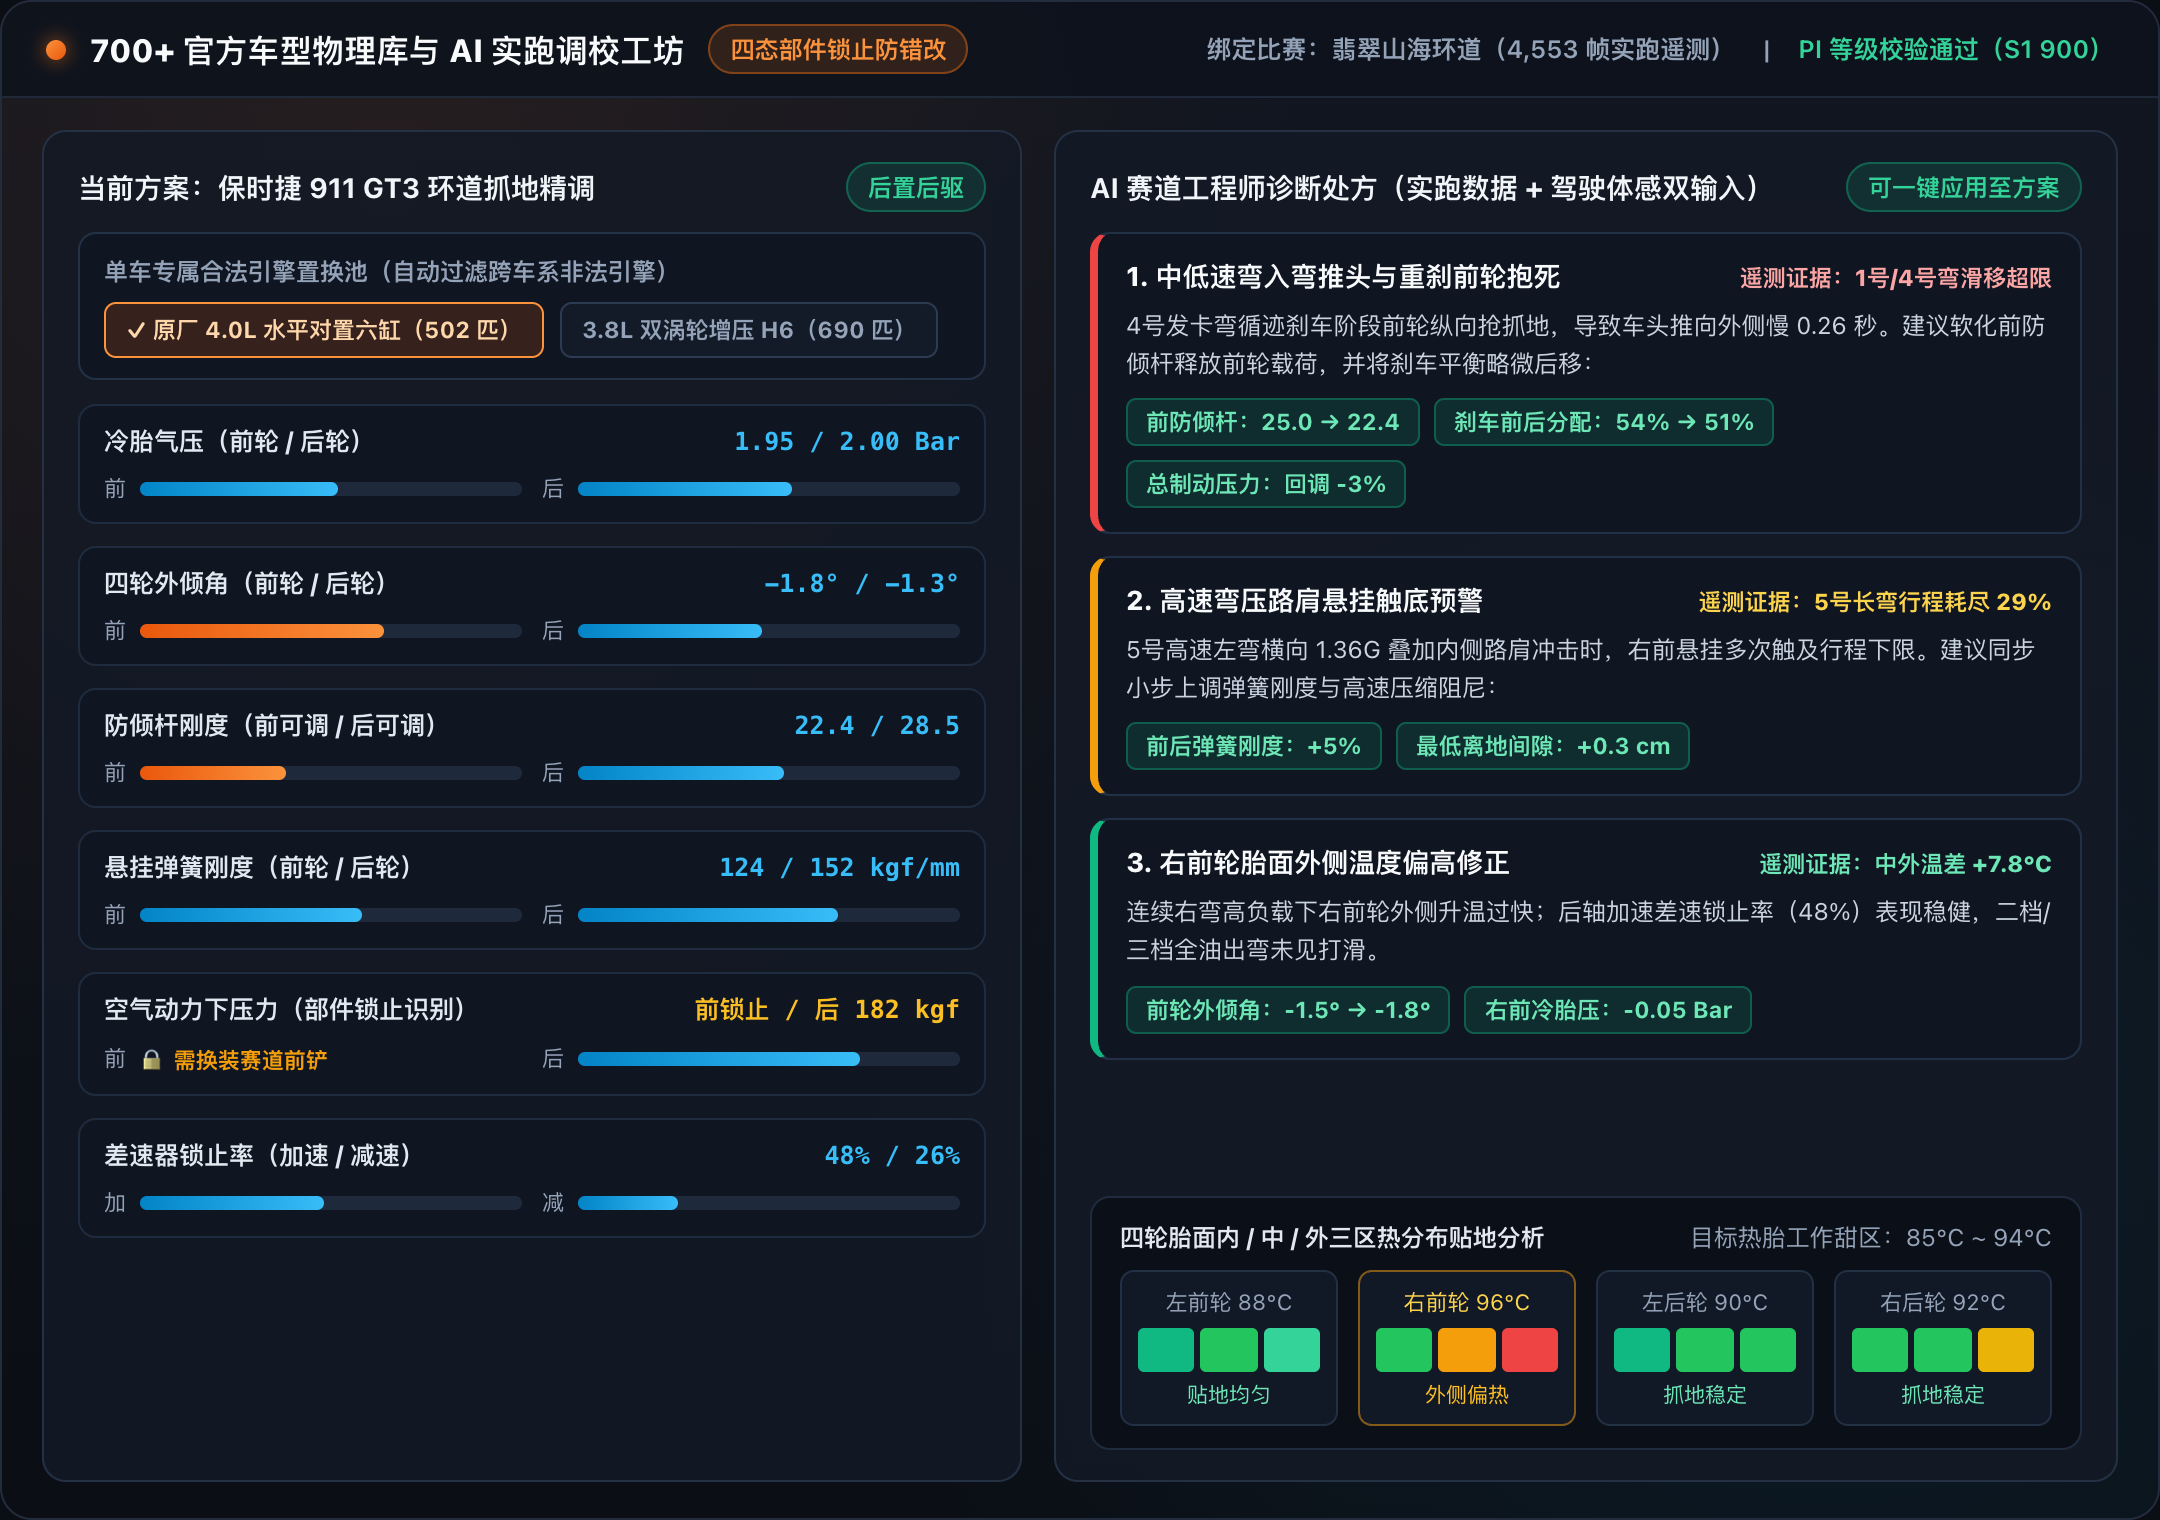 700+ 官方车型物理库与 AI 实跑调校工坊
四态部件锁止防错改
绑定比赛：翡翠山海环道（4,553 帧实跑遥测）
|
PI 等级校验通过（S1 900）
当前方案：保时捷 911 GT3 环道抓地精调
后置后驱
单车专属合法引擎置换池（自动过滤跨车系非法引擎）
✓ 原厂 4.0L 水平对置六缸（502 匹）
3.8L 双涡轮增压 H6（690 匹）
冷胎气压（前轮 / 后轮）
1.95 / 2.00 Bar
前
后
四轮外倾角（前轮 / 后轮）
−1.8° / −1.3°
前
后
防倾杆刚度（前可调 / 后可调）
22.4 / 28.5
前
后
悬挂弹簧刚度（前轮 / 后轮）
124 / 152 kgf/mm
前
后
空气动力下压力（部件锁止识别）
前锁止 / 后 182 kgf
前 🔒 需换装赛道前铲
后
差速器锁止率（加速 / 减速）
48% / 26%
加
减
AI 赛道工程师诊断处方（实跑数据 + 驾驶体感双输入）
可一键应用至方案
1. 中低速弯入弯推头与重刹前轮抱死
遥测证据：1号/4号弯滑移超限
4号发卡弯循迹刹车阶段前轮纵向抢抓地，导致车头推向外侧慢 0.26 秒。建议软化前防
倾杆释放前轮载荷，并将刹车平衡略微后移：
前防倾杆：25.0 → 22.4
刹车前后分配：54% → 51%
总制动压力：回调 -3%
2. 高速弯压路肩悬挂触底预警
遥测证据：5号长弯行程耗尽 29%
5号高速左弯横向 1.36G 叠加内侧路肩冲击时，右前悬挂多次触及行程下限。建议同步
小步上调弹簧刚度与高速压缩阻尼：
前后弹簧刚度：+5%
最低离地间隙：+0.3 cm
3. 右前轮胎面外侧温度偏高修正
遥测证据：中外温差 +7.8°C
连续右弯高负载下右前轮外侧升温过快；后轴加速差速锁止率（48%）表现稳健，二档/
三档全油出弯未见打滑。
前轮外倾角：-1.5° → -1.8°
右前冷胎压：-0.05 Bar
四轮胎面内 / 中 / 外三区热分布贴地分析
目标热胎工作甜区：85°C ~ 94°C
左前轮 88°C
贴地均匀
右前轮 96°C
外侧偏热
左后轮 90°C
抓地稳定
右后轮 92°C
抓地稳定